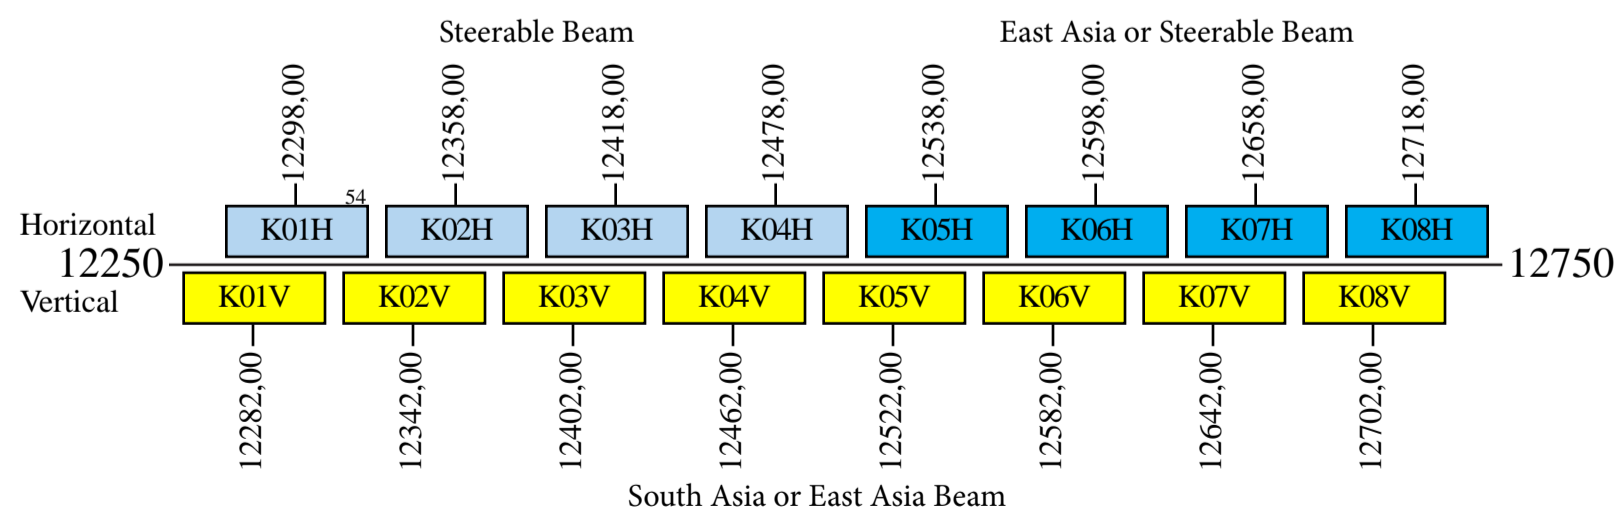 Steerable Beam
East Asia or Steerable Beam
12298,00
12358,00
12418,00
12478,00
12538,00
12598,00
12658,00
12718,00
54
Horizontal
K01H
K02H
K03H
K04H
K05H
K06H
K07H
K08H
12250
12750
Vertical
K01V
K02V
K03V
K04V
K05V
K06V
K07V
K08V
12282,00
12342,00
12402,00
12462,00
12522,00
12582,00
12642,00
12702,00
South Asia or East Asia Beam